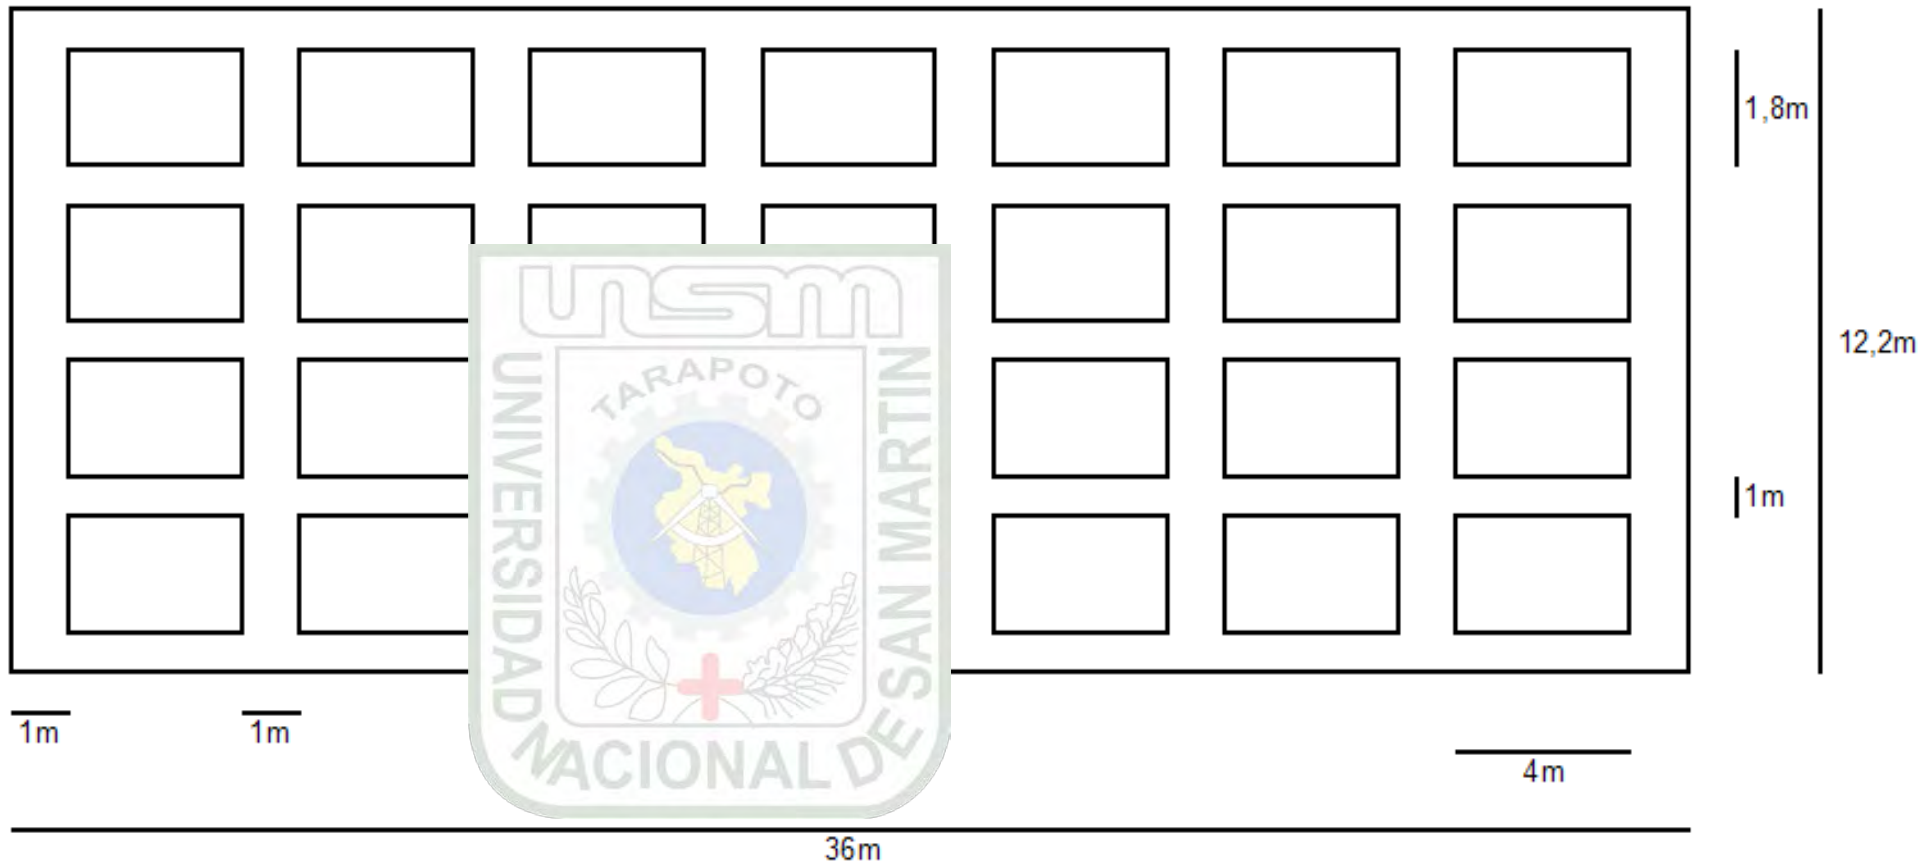 1,8m
12,2m
1m
1m
1m
4m
36m
unsm
TARAPOTO
UNIVERSIDAD NACIONAL DE SAN MARTIN